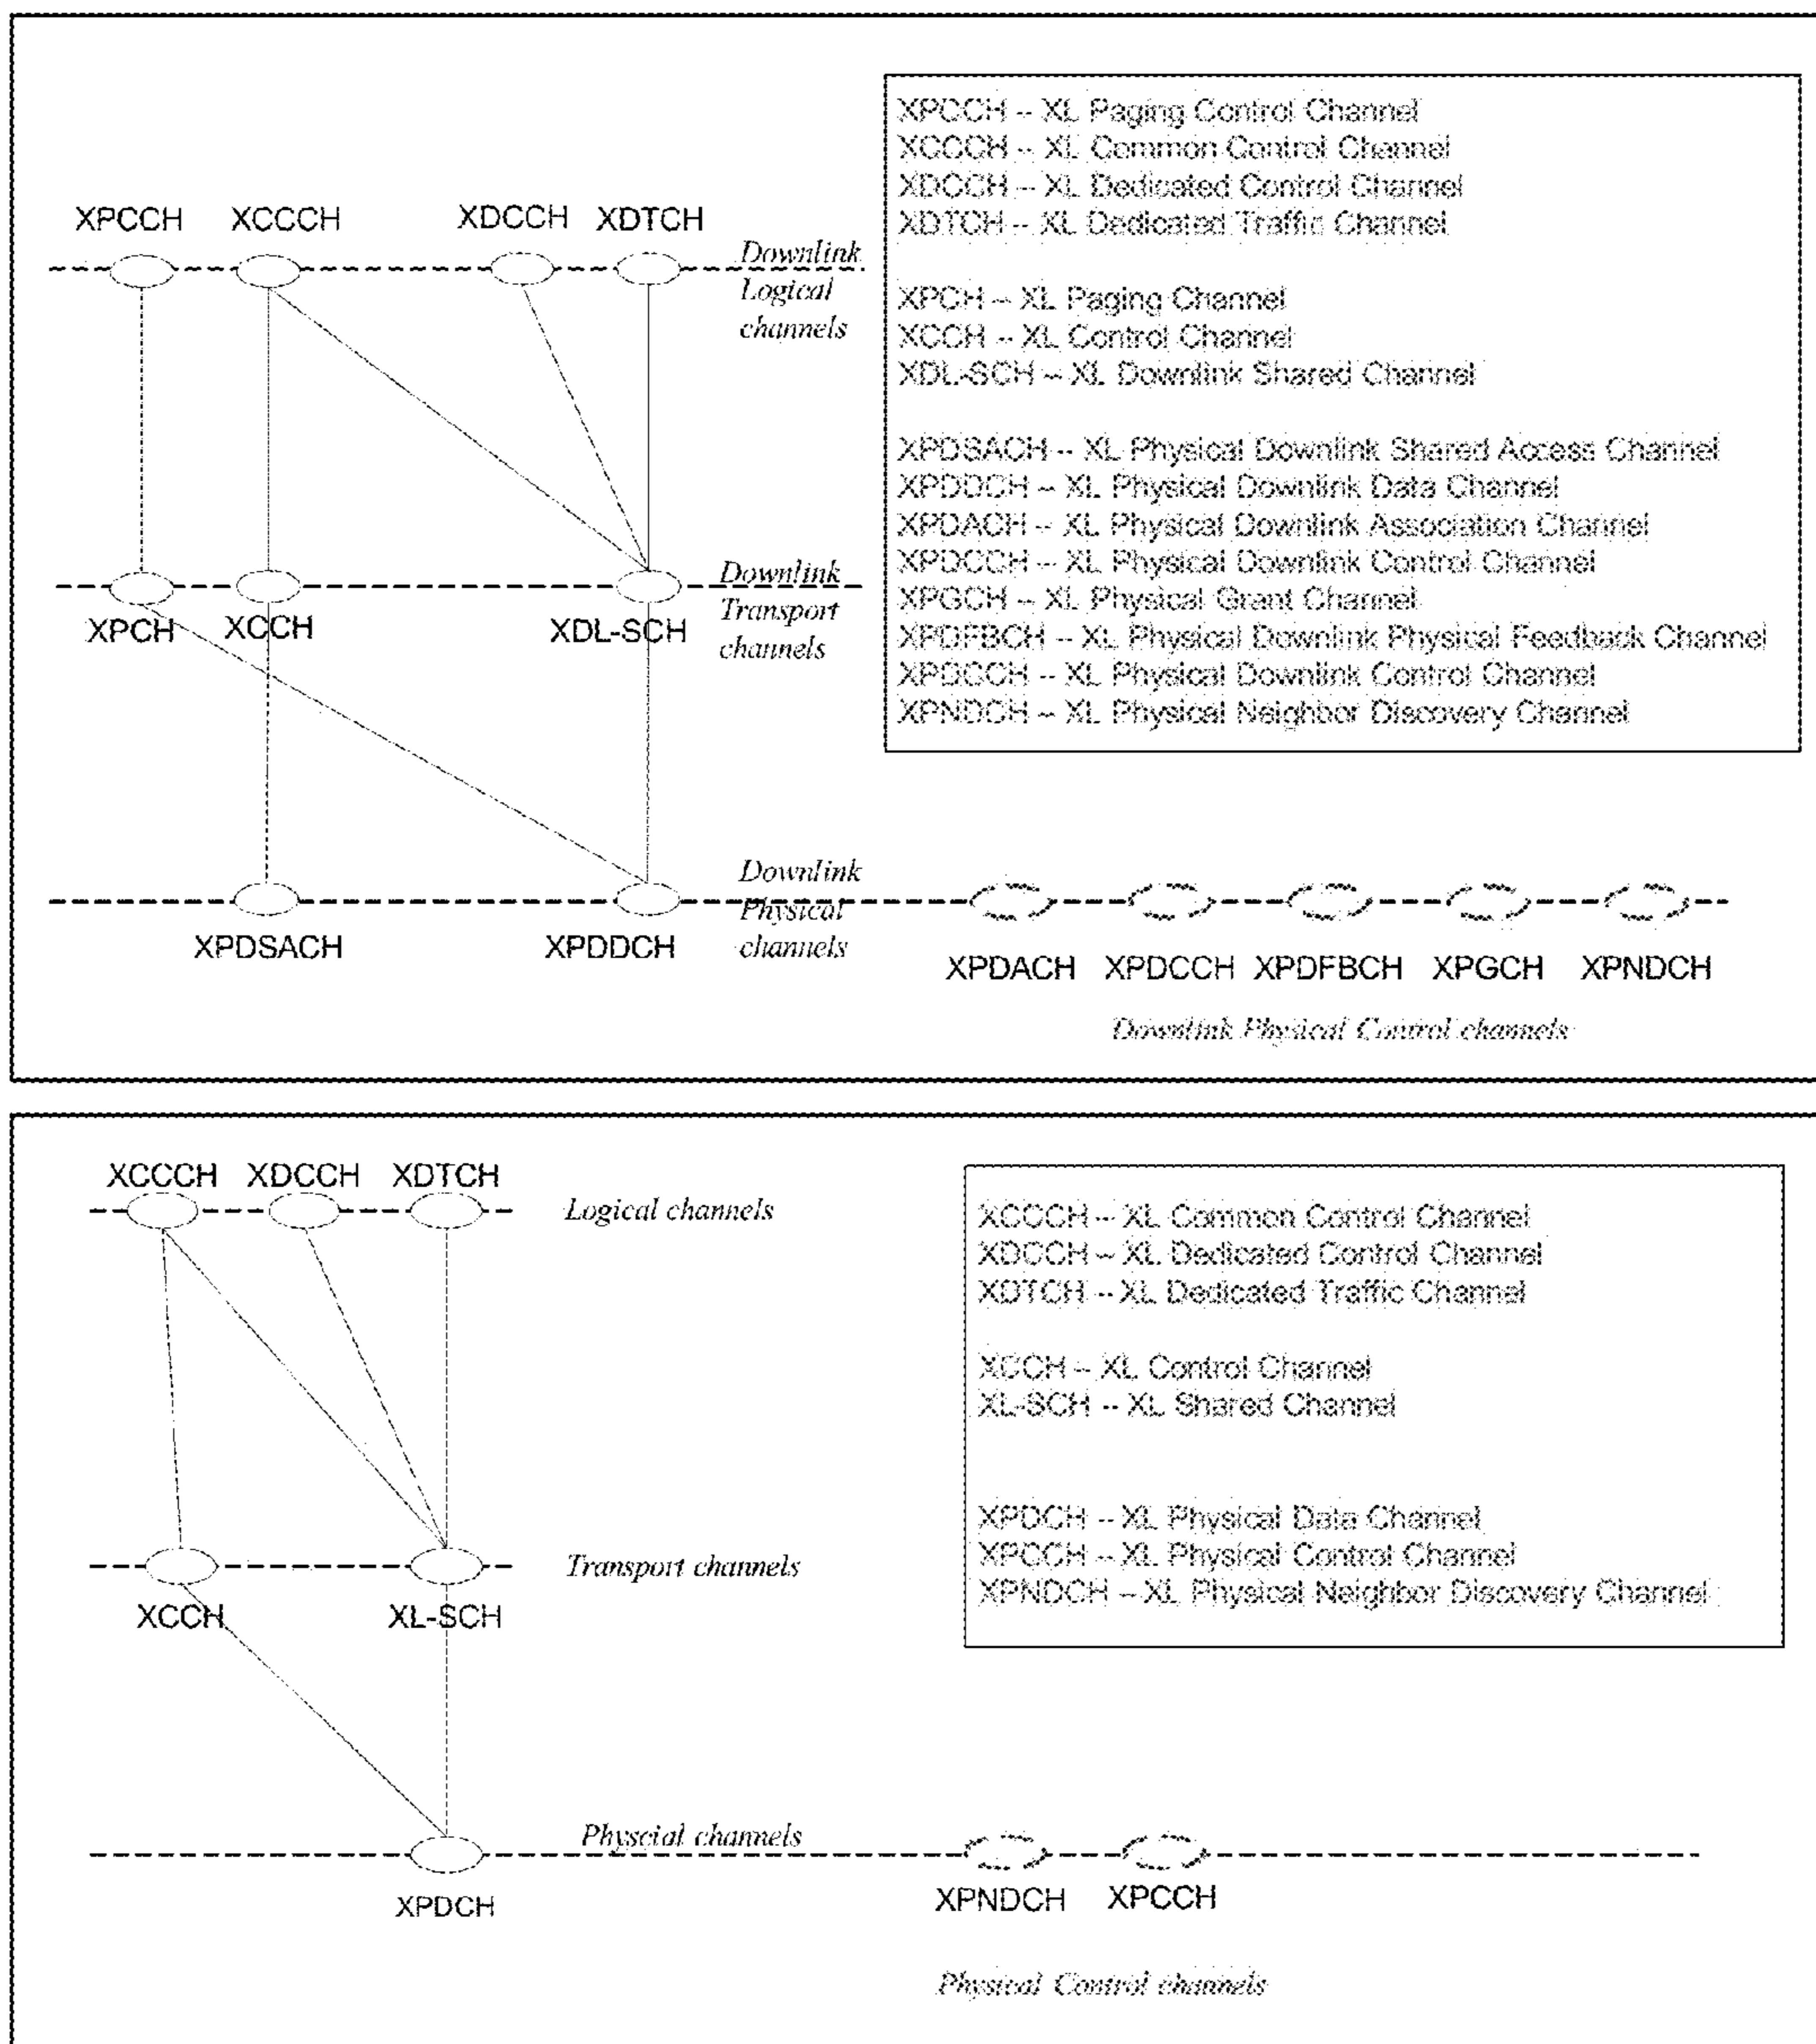 XPCCH XCCCH XDCCH XDTCH
Downlink
Logical
channels
Downlink
Transport
channels
XPCH XCCH XDL-SCH
Downlink
Physical
channels
XPDSACH XPDDCH
XPDACH XPDCCH XPDFBCH XPGCH XPNDCH
Downlink Physical Control channels
XPCCH -- XL Paging Control Channel
XCCCH -- XL Common Control Channel
XDCCH -- XL Dedicated Control Channel
XDTCH -- XL Dedicated Traffic Channel
XPCH -- XL Paging Channel
XCCH -- XL Control Channel
XDL-SCH -- XL Downlink Shared Channel
XPDSACH -- XL Physical Downlink Shared Access Channel
XPDDCH -- XL Physical Downlink Data Channel
XPDACH -- XL Physical Downlink Association Channel
XPDCCH -- XL Physical Downlink Control Channel
XPGCH -- XL Physical Grant Channel
XPDFBCH -- XL Physical Downlink Physical Feedback Channel
-- XL Physical Downlink Control Channel
XPNDCH -- XL Physical Neighbor Discovery Channel
XCCCH XDCCH XDTCH
Logical channels
Transport channels
XCCH XL-SCH
Physcial channels
XPDCH
XPNDCH XPCCH
Physical Control channels
XCCCH -- XL Common Control Channel
XDCCH -- XL Dedicated Control Channel
XDTCH -- XL Dedicated Traffic Channel
XCCH -- XL Control Channel
XL-SCH -- XL Shared Channel
XPDCH -- XL Physical Data Channel
XPCCH -- XL Physical Control Channel
XPNDCH -- XL Physical Neighbor Discovery Channel